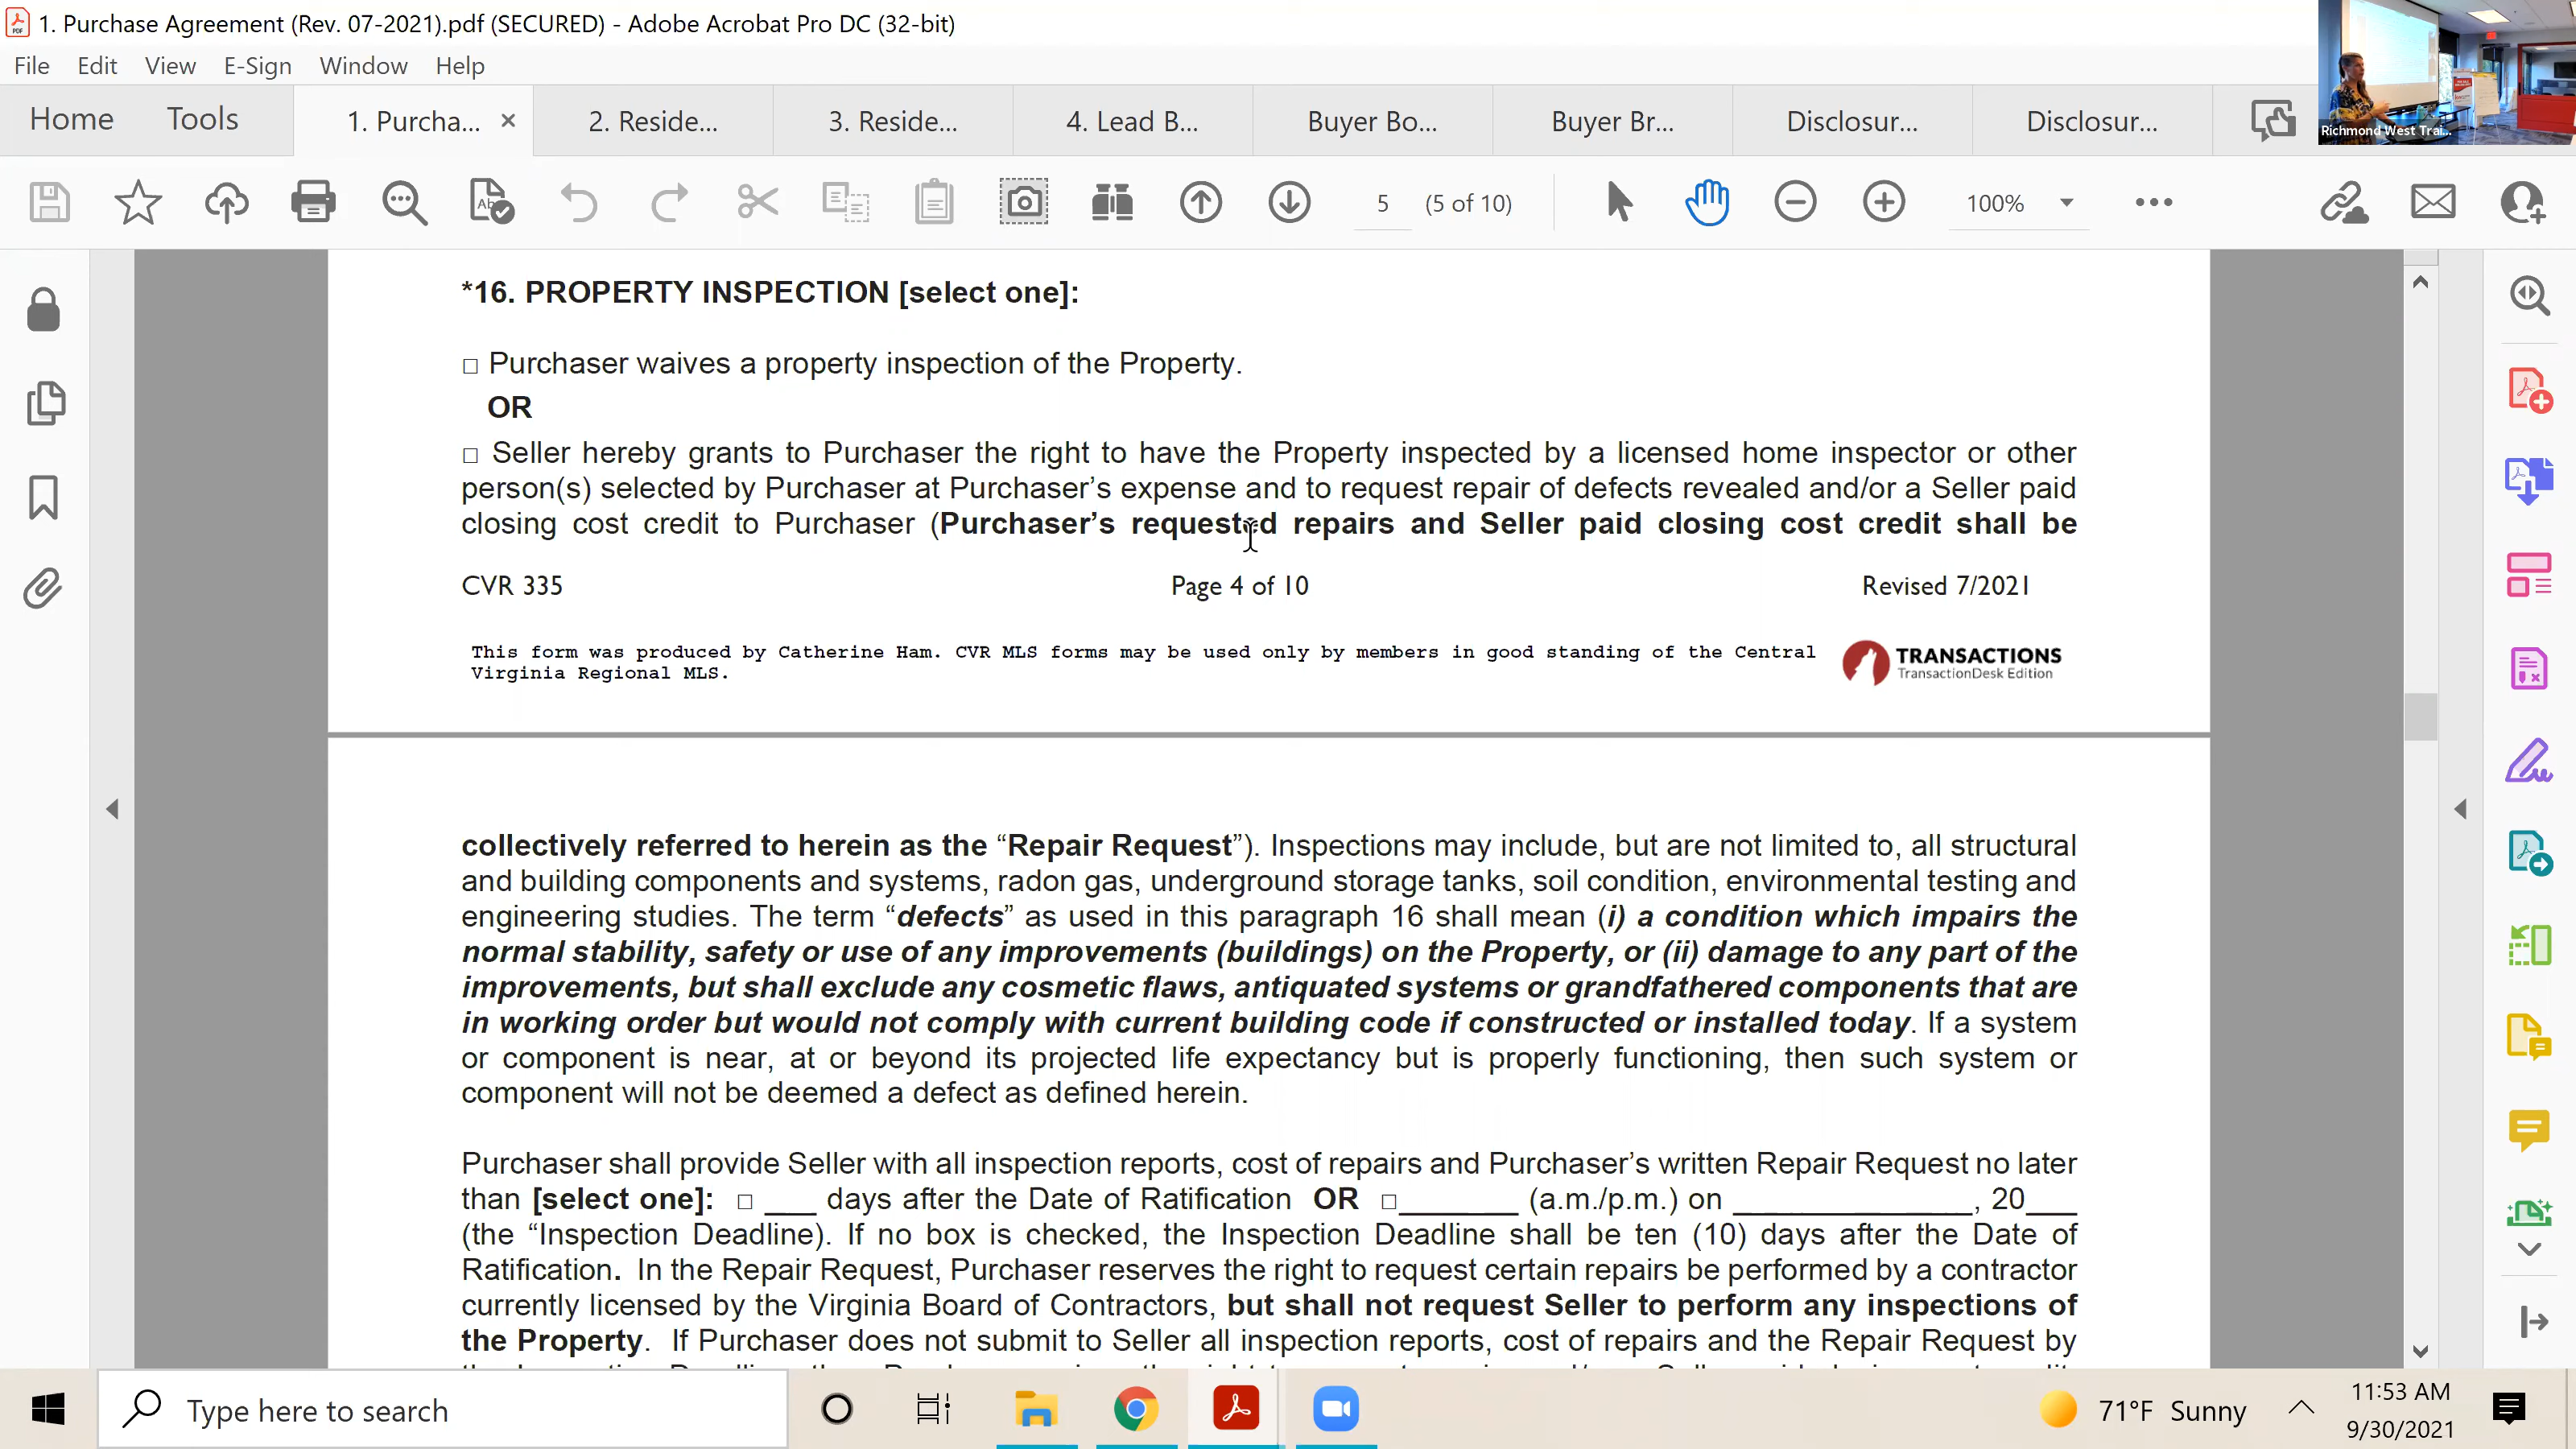 1. Purchase Agreement (Rev. 07-2021).pdf (SECURED) - Adobe Acrobat Pro DC (32-bit)
File Edit View E-Sign Window Help
Home Tools 1. Purcha... × 2. Reside... 3. Reside... 4. Lead B... Buyer Bo... Buyer Br... Disclosur... Disclosur...
Richmond West Trai...
5 (5 of 10) 100%
*16. PROPERTY INSPECTION [select one]:
□ Purchaser waives a property inspection of the Property.
OR
□ Seller hereby grants to Purchaser the right to have the Property inspected by a licensed home inspector or other
person(s) selected by Purchaser at Purchaser’s expense and to request repair of defects revealed and/or a Seller paid
closing cost credit to Purchaser (Purchaser’s requested repairs and Seller paid closing cost credit shall be
CVR 335 Page 4 of 10 Revised 7/2021
This form was produced by Catherine Ham. CVR MLS forms may be used only by members in good standing of the Central
Virginia Regional MLS.
TRANSACTIONS
TransactionDesk Edition
collectively referred to herein as the “Repair Request”). Inspections may include, but are not limited to, all structural
and building components and systems, radon gas, underground storage tanks, soil condition, environmental testing and
engineering studies. The term “defects” as used in this paragraph 16 shall mean (i) a condition which impairs the
normal stability, safety or use of any improvements (buildings) on the Property, or (ii) damage to any part of the
improvements, but shall exclude any cosmetic flaws, antiquated systems or grandfathered components that are
in working order but would not comply with current building code if constructed or installed today. If a system
or component is near, at or beyond its projected life expectancy but is properly functioning, then such system or
component will not be deemed a defect as defined herein.
Purchaser shall provide Seller with all inspection reports, cost of repairs and Purchaser’s written Repair Request no later
than [select one]: □ ___ days after the Date of Ratification OR □_______ (a.m./p.m.) on ______________, 20___
(the “Inspection Deadline). If no box is checked, the Inspection Deadline shall be ten (10) days after the Date of
Ratification. In the Repair Request, Purchaser reserves the right to request certain repairs be performed by a contractor
currently licensed by the Virginia Board of Contractors, but shall not request Seller to perform any inspections of
the Property. If Purchaser does not submit to Seller all inspection reports, cost of repairs and the Repair Request by
Type here to search
71°F Sunny
11:53 AM
9/30/2021